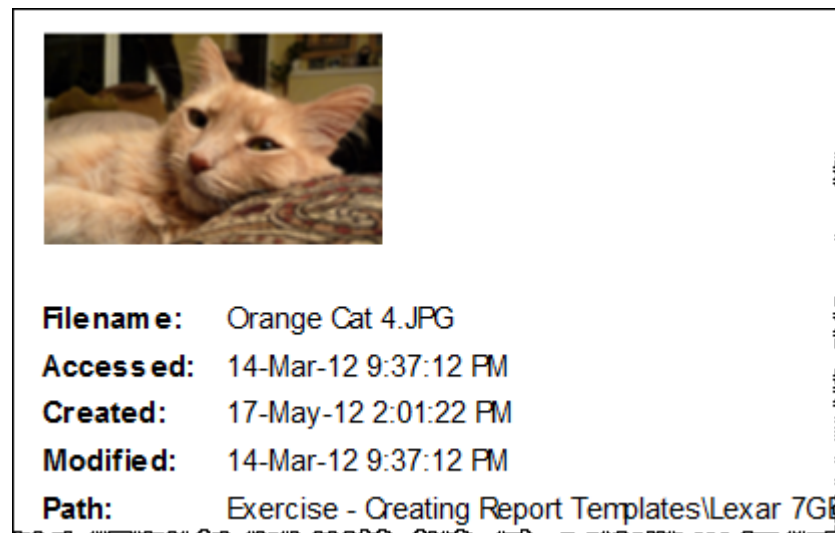 Filename: Orange Cat 4.JPG
Accessed: 14-Mar-12 9:37:12 PM
Created: 17-May-12 2:01:22 PM
Modified: 14-Mar-12 9:37:12 PM
Path: Exercise - Creating Report Templates\Lexar